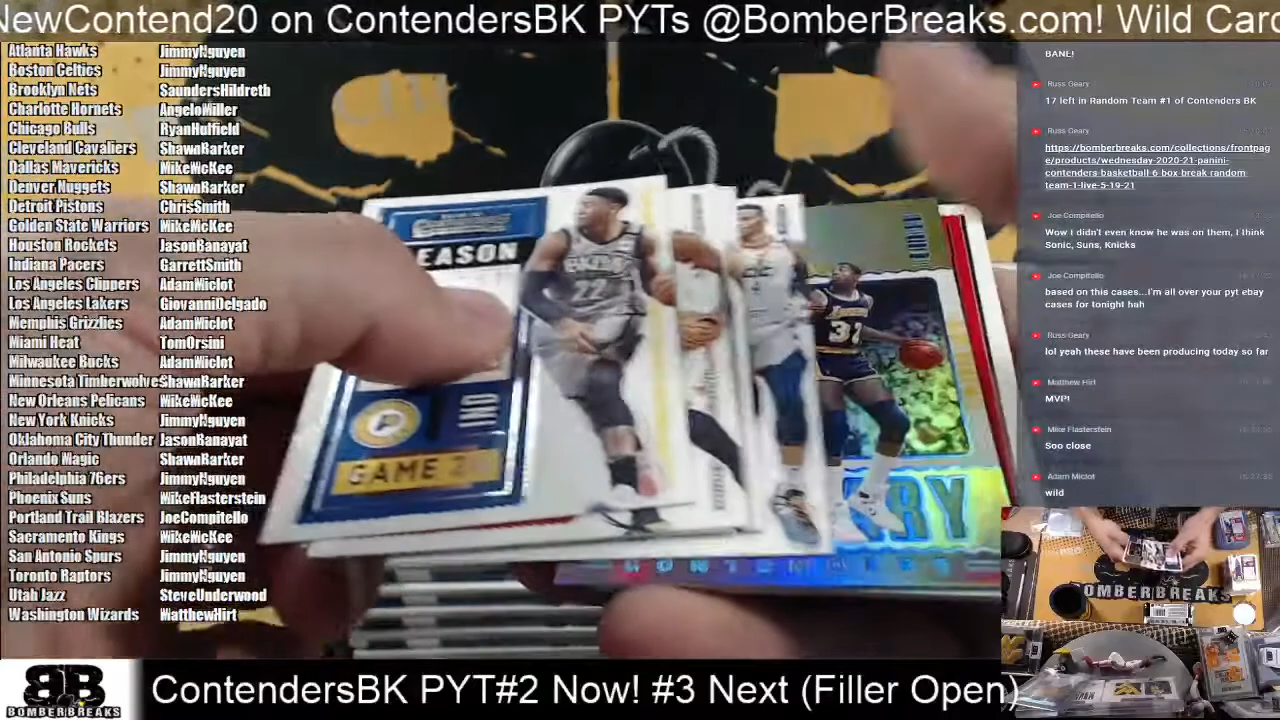 NewContend20 on ContendersBK PYTs @BomberBreaks.com! Wild Card
Atlanta Hawks JimmyNguyen
Boston Celtics JimmyNguyen
Brooklyn Nets SaundersHildreth
Charlotte Hornets AngeloMiller
Chicago Bulls RyanHulfield
Cleveland Cavaliers ShawnBarker
Dallas Mavericks MikeMcKee
Denver Nuggets ShawnBarker
Detroit Pistons ChrisSmith
Golden State Warriors MikeMcKee
Houston Rockets JasonBanayat
Indiana Pacers GarrettSmith
Los Angeles Clippers AdamMiclot
Los Angeles Lakers GiovanniDelgado
Memphis Grizzlies AdamMiclot
Miami Heat TomOrsini
Milwaukee Bucks AdamMiclot
Minnesota Timberwolves ShawnBarker
New Orleans Pelicans MikeMcKee
New York Knicks JimmyNguyen
Oklahoma City Thunder JasonBanayat
Orlando Magic ShawnBarker
Philadelphia 76ers JimmyNguyen
Phoenix Suns MikeFlasterstein
Portland Trail Blazers JoeCompitello
Sacramento Kings MikeMcKee
San Antonio Spurs JimmyNguyen
Toronto Raptors JimmyNguyen
Utah Jazz SteveUnderwood
Washington Wizards MatthewHirt
EASON
22
IND
GAME 2
31
BANE!
Russ Geary
17 left in Random Team #1 of Contenders BK
Russ Geary
https://bomberbreaks.com/collections/frontpag
e/products/wednesday-2020-21-panini-
contenders-basketball-6-box-break-random-
team-1-live-5-19-21
Joe Compitello
Wow I didn't even know he was on them, I think
Sonic, Suns, Knicks
Joe Compitello
based on this cases...I'm all over your pyt ebay
cases for tonight hah
Russ Geary
lol yeah these have been producing today so far
Matthew Hirt
MVP!
Mike Flasterstein
Soo close
Adam Miclot
wild
BOMBERBREAKS
BB
BOMBERBREAKS
ContendersBK PYT#2 Now! #3 Next (Filler Open)